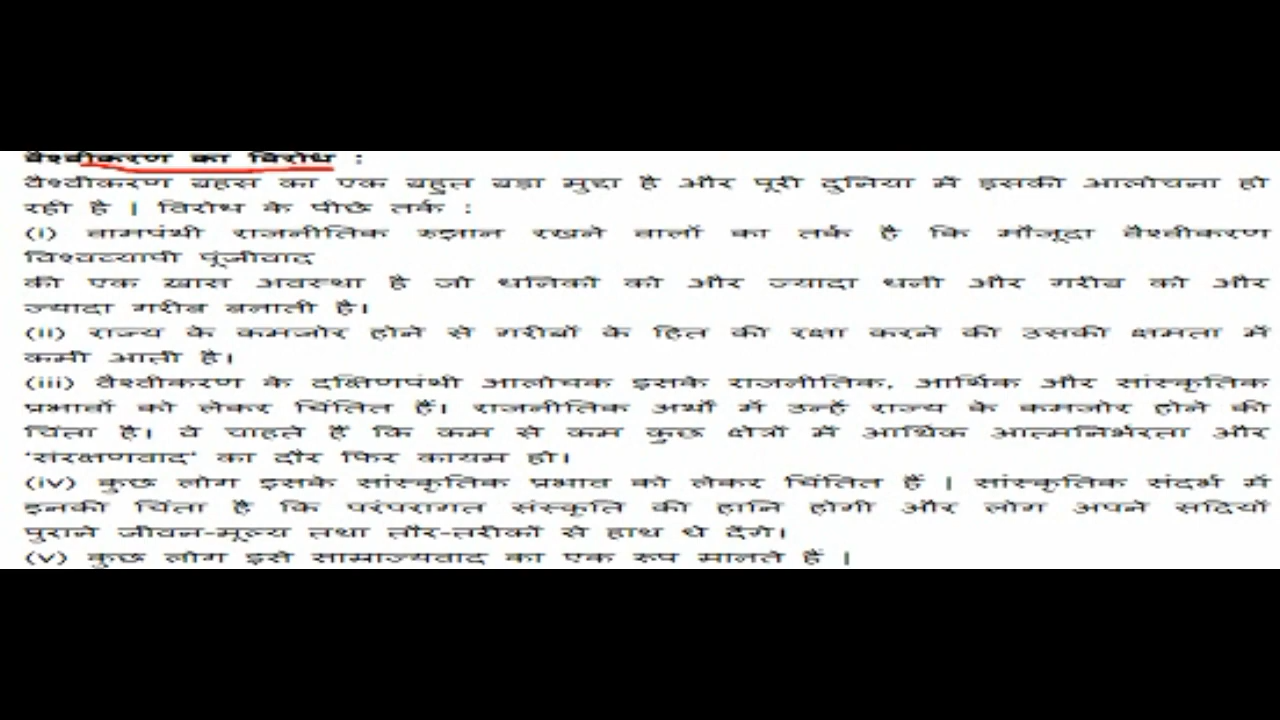 वैश्वीकरण का विरोध :
वैश्वीकरण बहस का एक बहुत बडा मुद्दा है और पूरी दुनिया में इसकी आलोचना हो
रही है | विरोध के पीछे तर्क :
(i) वामपंथी राजनीतिक रुझान रखने वालों का तर्क है कि मौजूदा वैश्वीकरण
विश्वव्यापी पूंजीवाद
की एक ख़ास अवस्था है जो धनिकों को और ज्यादा धनी और गरीब को और
ज्यादा गरीब बनाती है।
(ii) राज्य के कमजोर होने से गरीबों के हित की रक्षा करने की उसकी क्षमता में
कमी आती है।
(iii) वैश्वीकरण के दक्षिणपंथी आलोचक इसके राजनीतिक, आर्थिक और सांस्कृतिक
प्रभावों को लेकर चिंतित हैं। राजनीतिक अर्थों में उन्हें राज्य के कमजोर होने की
चिंता है। वे चाहते हैं कि कम से कम कुछ क्षेत्रों में आर्थिक आत्मनिर्भरता और
'संरक्षणवाद' का दौर फिर कायम हो।
(iv) कुछ लोग इसके सांस्कृतिक प्रभाव को लेकर चिंतित हैं | सांस्कृतिक संदर्भ में
इनकी चिंता है कि परंपरागत संस्कृति की हानि होगी और लोग अपने सदियों
पुराने जीवन-मूल्य तथा तौर-तरीकों से हाथ धे देंगे।
(v) कुछ लोग इसे साम्राज्यवाद का एक रूप मानते हैं |